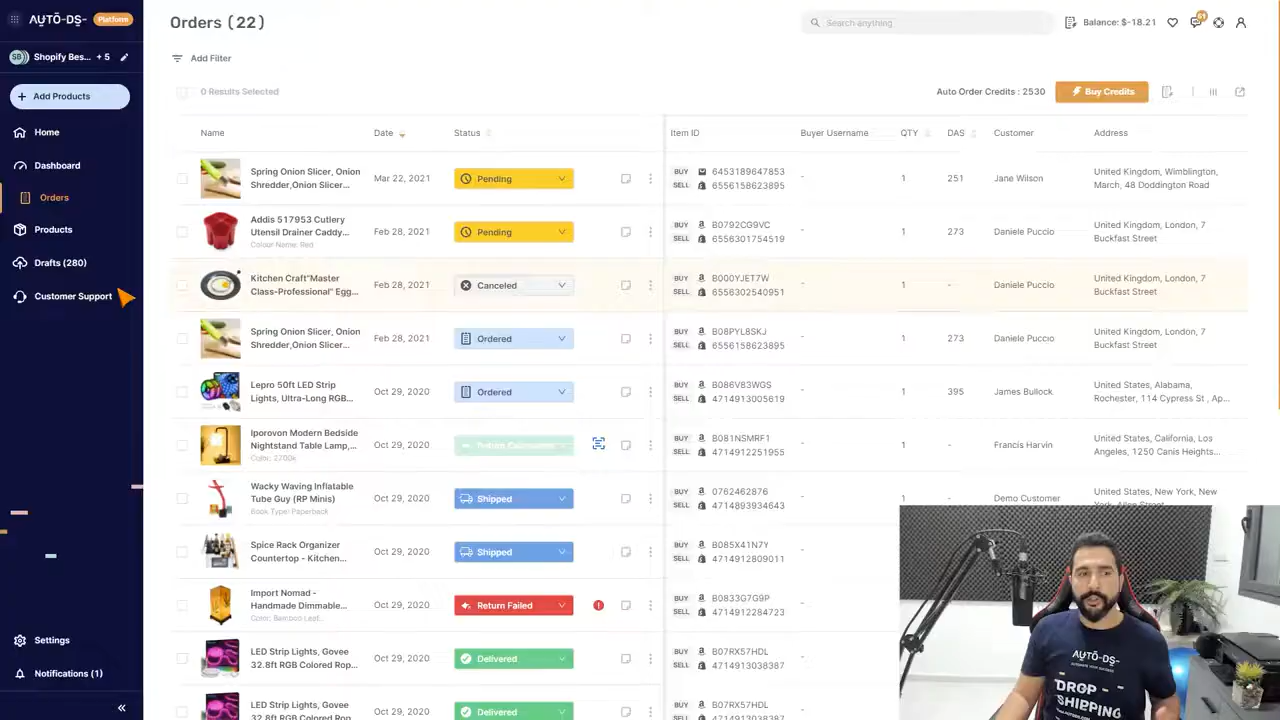 AUTO-DS- Platform
Orders (22)
Search anything
Balance: $-18.21
Shopify Bes... + 5
Add Products
Home
Dashboard
Orders
Products
Drafts (280)
Customer Support
Settings
Notifications (1)
Add Filter
0 Results Selected
Auto Order Credits : 2530
Buy Credits
Name Date Status Item ID Buyer Username QTY DAS Customer Address
Spring Onion Slicer, Onion Mar 22, 2021 Pending BUY 6453189647853 - 1 251 Jane Wilson United Kingdom, Wimblington,
Shredder,Onion Slicer... SELL 6556158623895 March, 48 Doddington Road
Addis 517953 Cutlery Feb 28, 2021 Pending BUY B0792CG9VC - 1 273 Daniele Puccio United Kingdom, London, 7
Utensil Drainer Caddy... SELL 6556301754519 Buckfast Street
Colour Name: Red
Kitchen Craft"Master Feb 28, 2021 Canceled BUY B000YJET7W - 1 - Daniele Puccio United Kingdom, London, 7
Class-Professional" Egg... SELL 6556302540951 Buckfast Street
Spring Onion Slicer, Onion Feb 28, 2021 Ordered BUY B08PYL8SKJ - 1 273 Daniele Puccio United Kingdom, London, 7
Shredder,Onion Slicer... SELL 6556158623895 Buckfast Street
Lepro 50ft LED Strip Oct 29, 2020 Ordered BUY B086V83WGS - 1 395 James Bullock United States, Alabama,
Lights, Ultra-Long RGB... SELL 4714913005619 Rochester, 114 Cypress St , Ap...
Iporovon Modern Bedside Oct 29, 2020 BUY B081NSMRF1 - 1 - Francis Harvin United States, California, Los
Nightstand Table Lamp,... SELL 4714912251955 Angeles, 1250 Canis Heights...
Color: 2700k
Wacky Waving Inflatable Oct 29, 2020 Shipped BUY 0762462876 - 1 Demo Customer United States, New York, New
Tube Guy (RP Minis) SELL 4714893934643
Book Type: Paperback
Spice Rack Organizer Oct 29, 2020 Shipped BUY B085X41N7Y -
Countertop - Kitchen... SELL 4714912809011
Import Nomad - Oct 29, 2020 Return Failed BUY B0833G7G9P -
Handmade Dimmable... SELL 4714912284723
Color: Bamboo Leaf...
LED Strip Lights, Govee Oct 29, 2020 Delivered BUY B07RX57HDL
32.8ft RGB Colored Rop... SELL 4714913038387
LED Strip Lights, Govee Oct 29, 2020 Delivered BUY B07RX57HDL -
32.8ft RGB Colored Rop... SELL 4714913038387
AUTO-DS-
AUTOMATE YOUR SUCCESS
DROP
SHIPPING